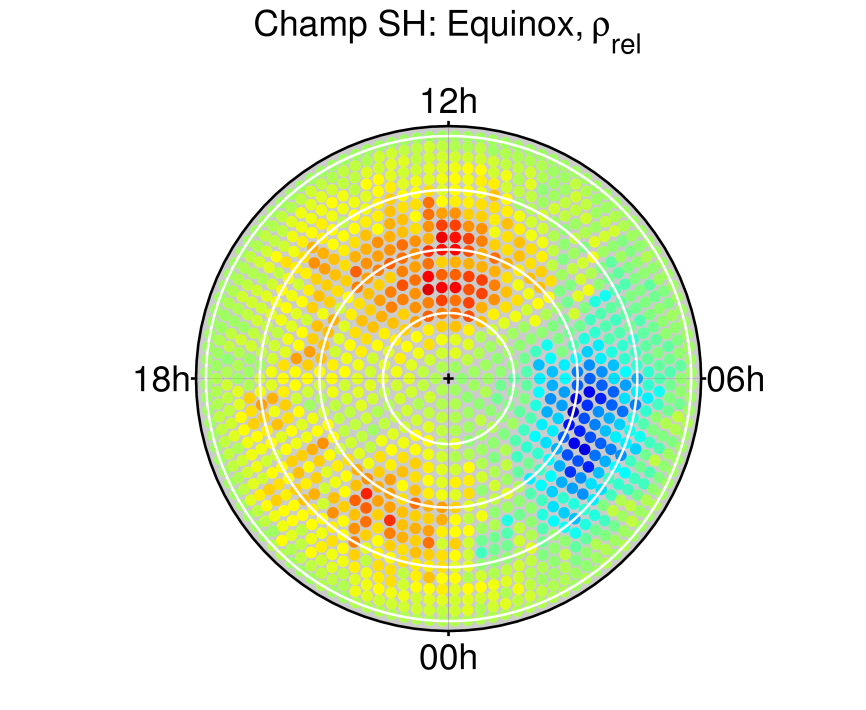 Champ SH: Equinox, ρrel
12h
18h
06h
00h